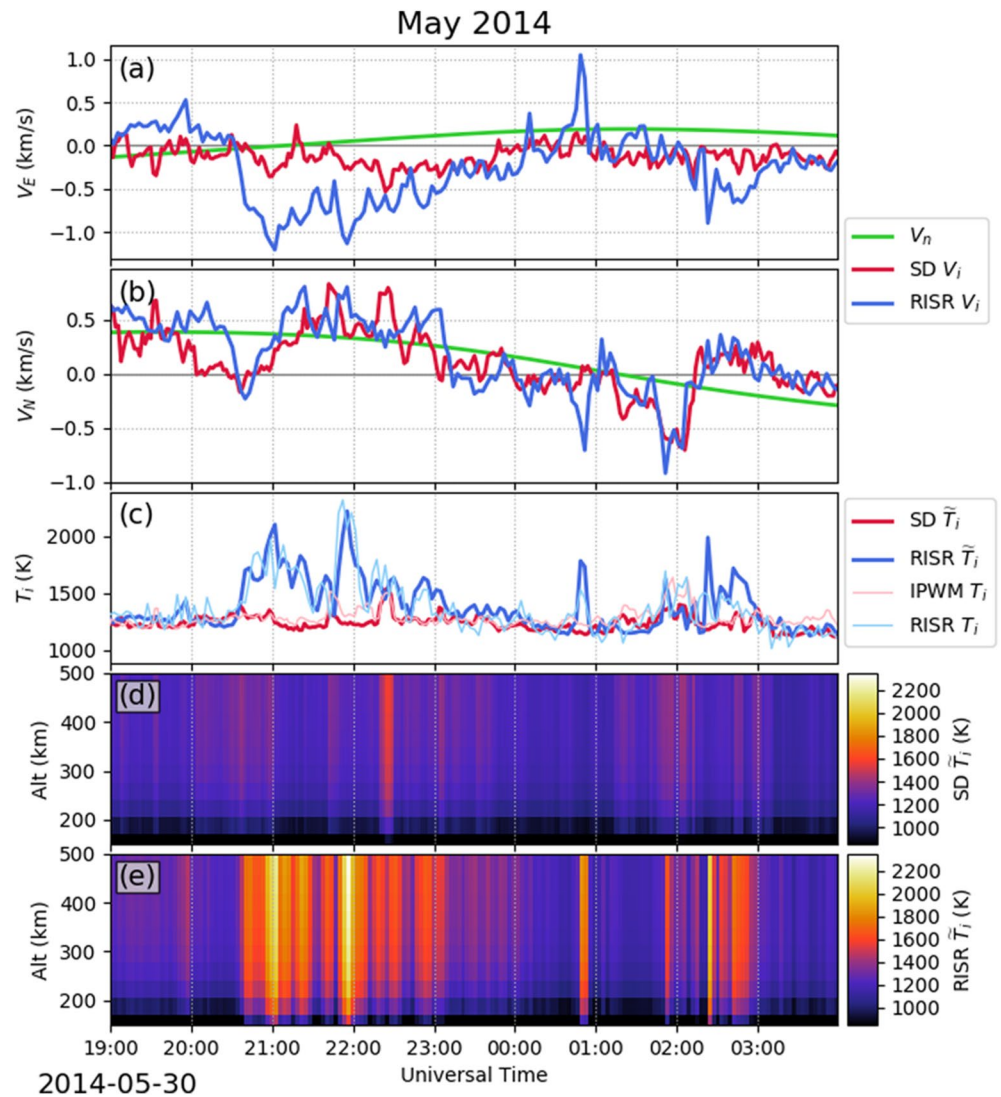 May 2014
(a)
1.0
0.5
0.0
−0.5
−1.0
V_E (km/s)
V_n
SD V_i
RISR V_i
(b)
0.5
0.0
−0.5
−1.0
V_N (km/s)
(c)
2000
1500
1000
T_i (K)
SD T̃_i
RISR T̃_i
IPWM T_i
RISR T_i
(d)
500
400
300
200
Alt (km)
2200
2000
1800
1600
1400
1200
1000
SD T̃_i (K)
(e)
500
400
300
200
Alt (km)
2200
2000
1800
1600
1400
1200
1000
RISR T̃_i (K)
19:00 20:00 21:00 22:00 23:00 00:00 01:00 02:00 03:00
Universal Time
2014-05-30